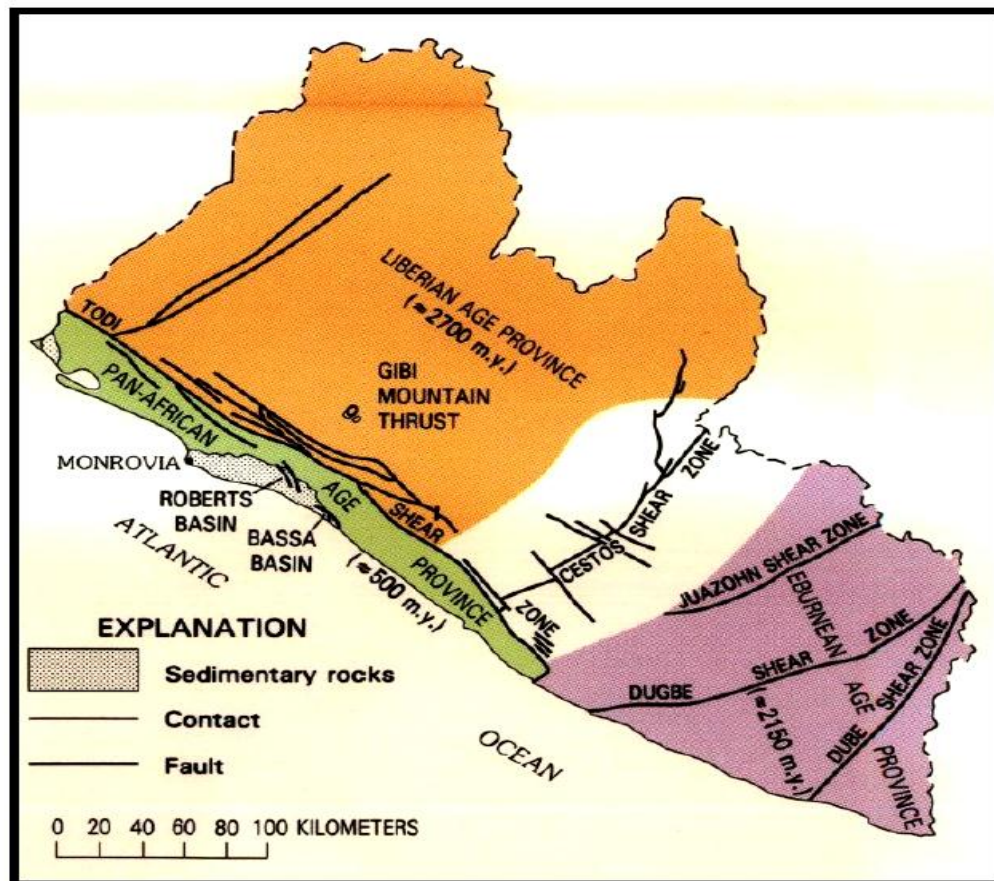 LIBERIAN AGE PROVINCE
(≈2700 m.y.)
TODI
SHEAR
ZONE
GIBI
MOUNTAIN
THRUST
PAN-AFRICAN
AGE
PROVINCE
(≈500 m.y.)
MONROVIA
ROBERTS
BASIN
BASSA
BASIN
ATLANTIC
OCEAN
CESTOS
SHEAR
ZONE
JUAZOHN SHEAR ZONE
EBURNEAN
AGE
PROVINCE
(≈2150 m.y.)
DUGBE
SHEAR
ZONE
DUBE
SHEAR ZONE
EXPLANATION
Sedimentary rocks
Contact
Fault
0 20 40 60 80 100 KILOMETERS